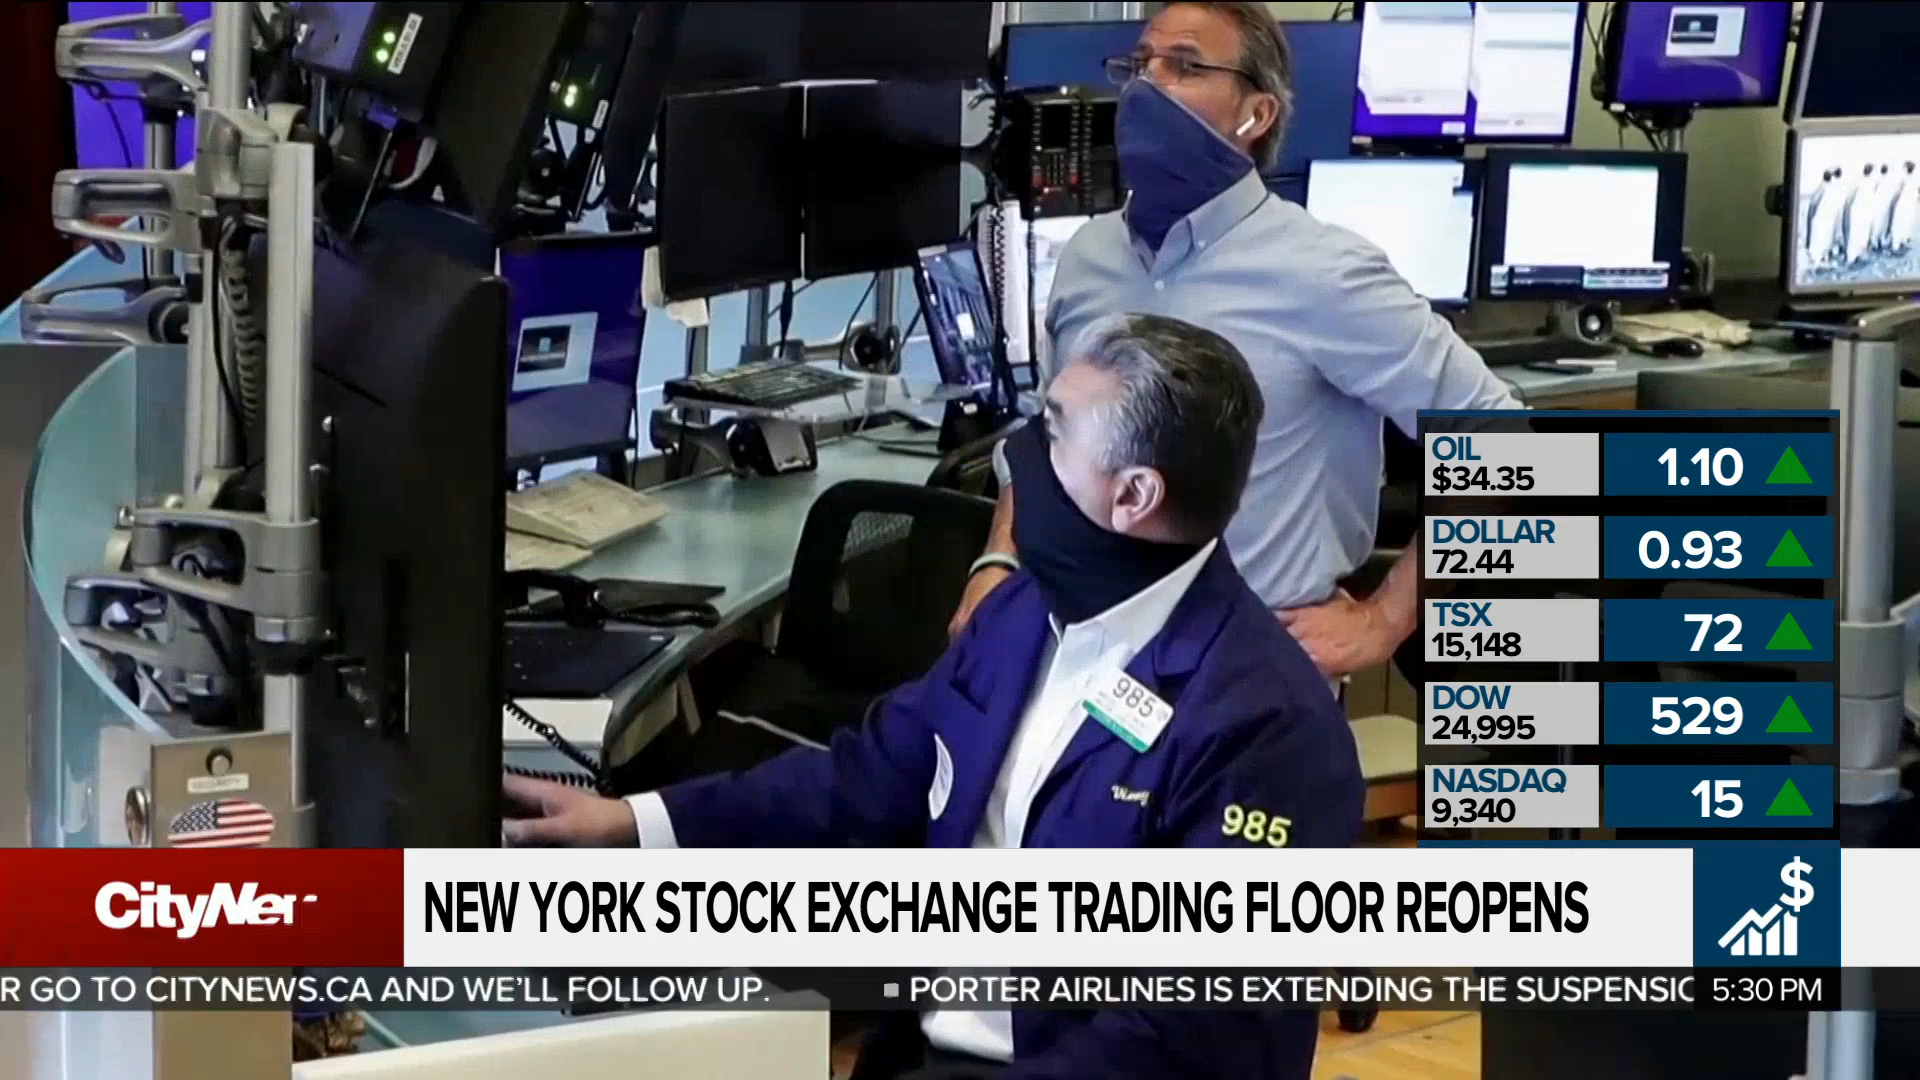 985
985
OIL
$34.35
1.10
DOLLAR
72.44
0.93
TSX
15,148
72
DOW
24,995
529
NASDAQ
9,340
15
CityNe
NEW YORK STOCK EXCHANGE TRADING FLOOR REOPENS
R GO TO CITYNEWS.CA AND WE'LL FOLLOW UP.
PORTER AIRLINES IS EXTENDING THE SUSPENSIO
5:30 PM